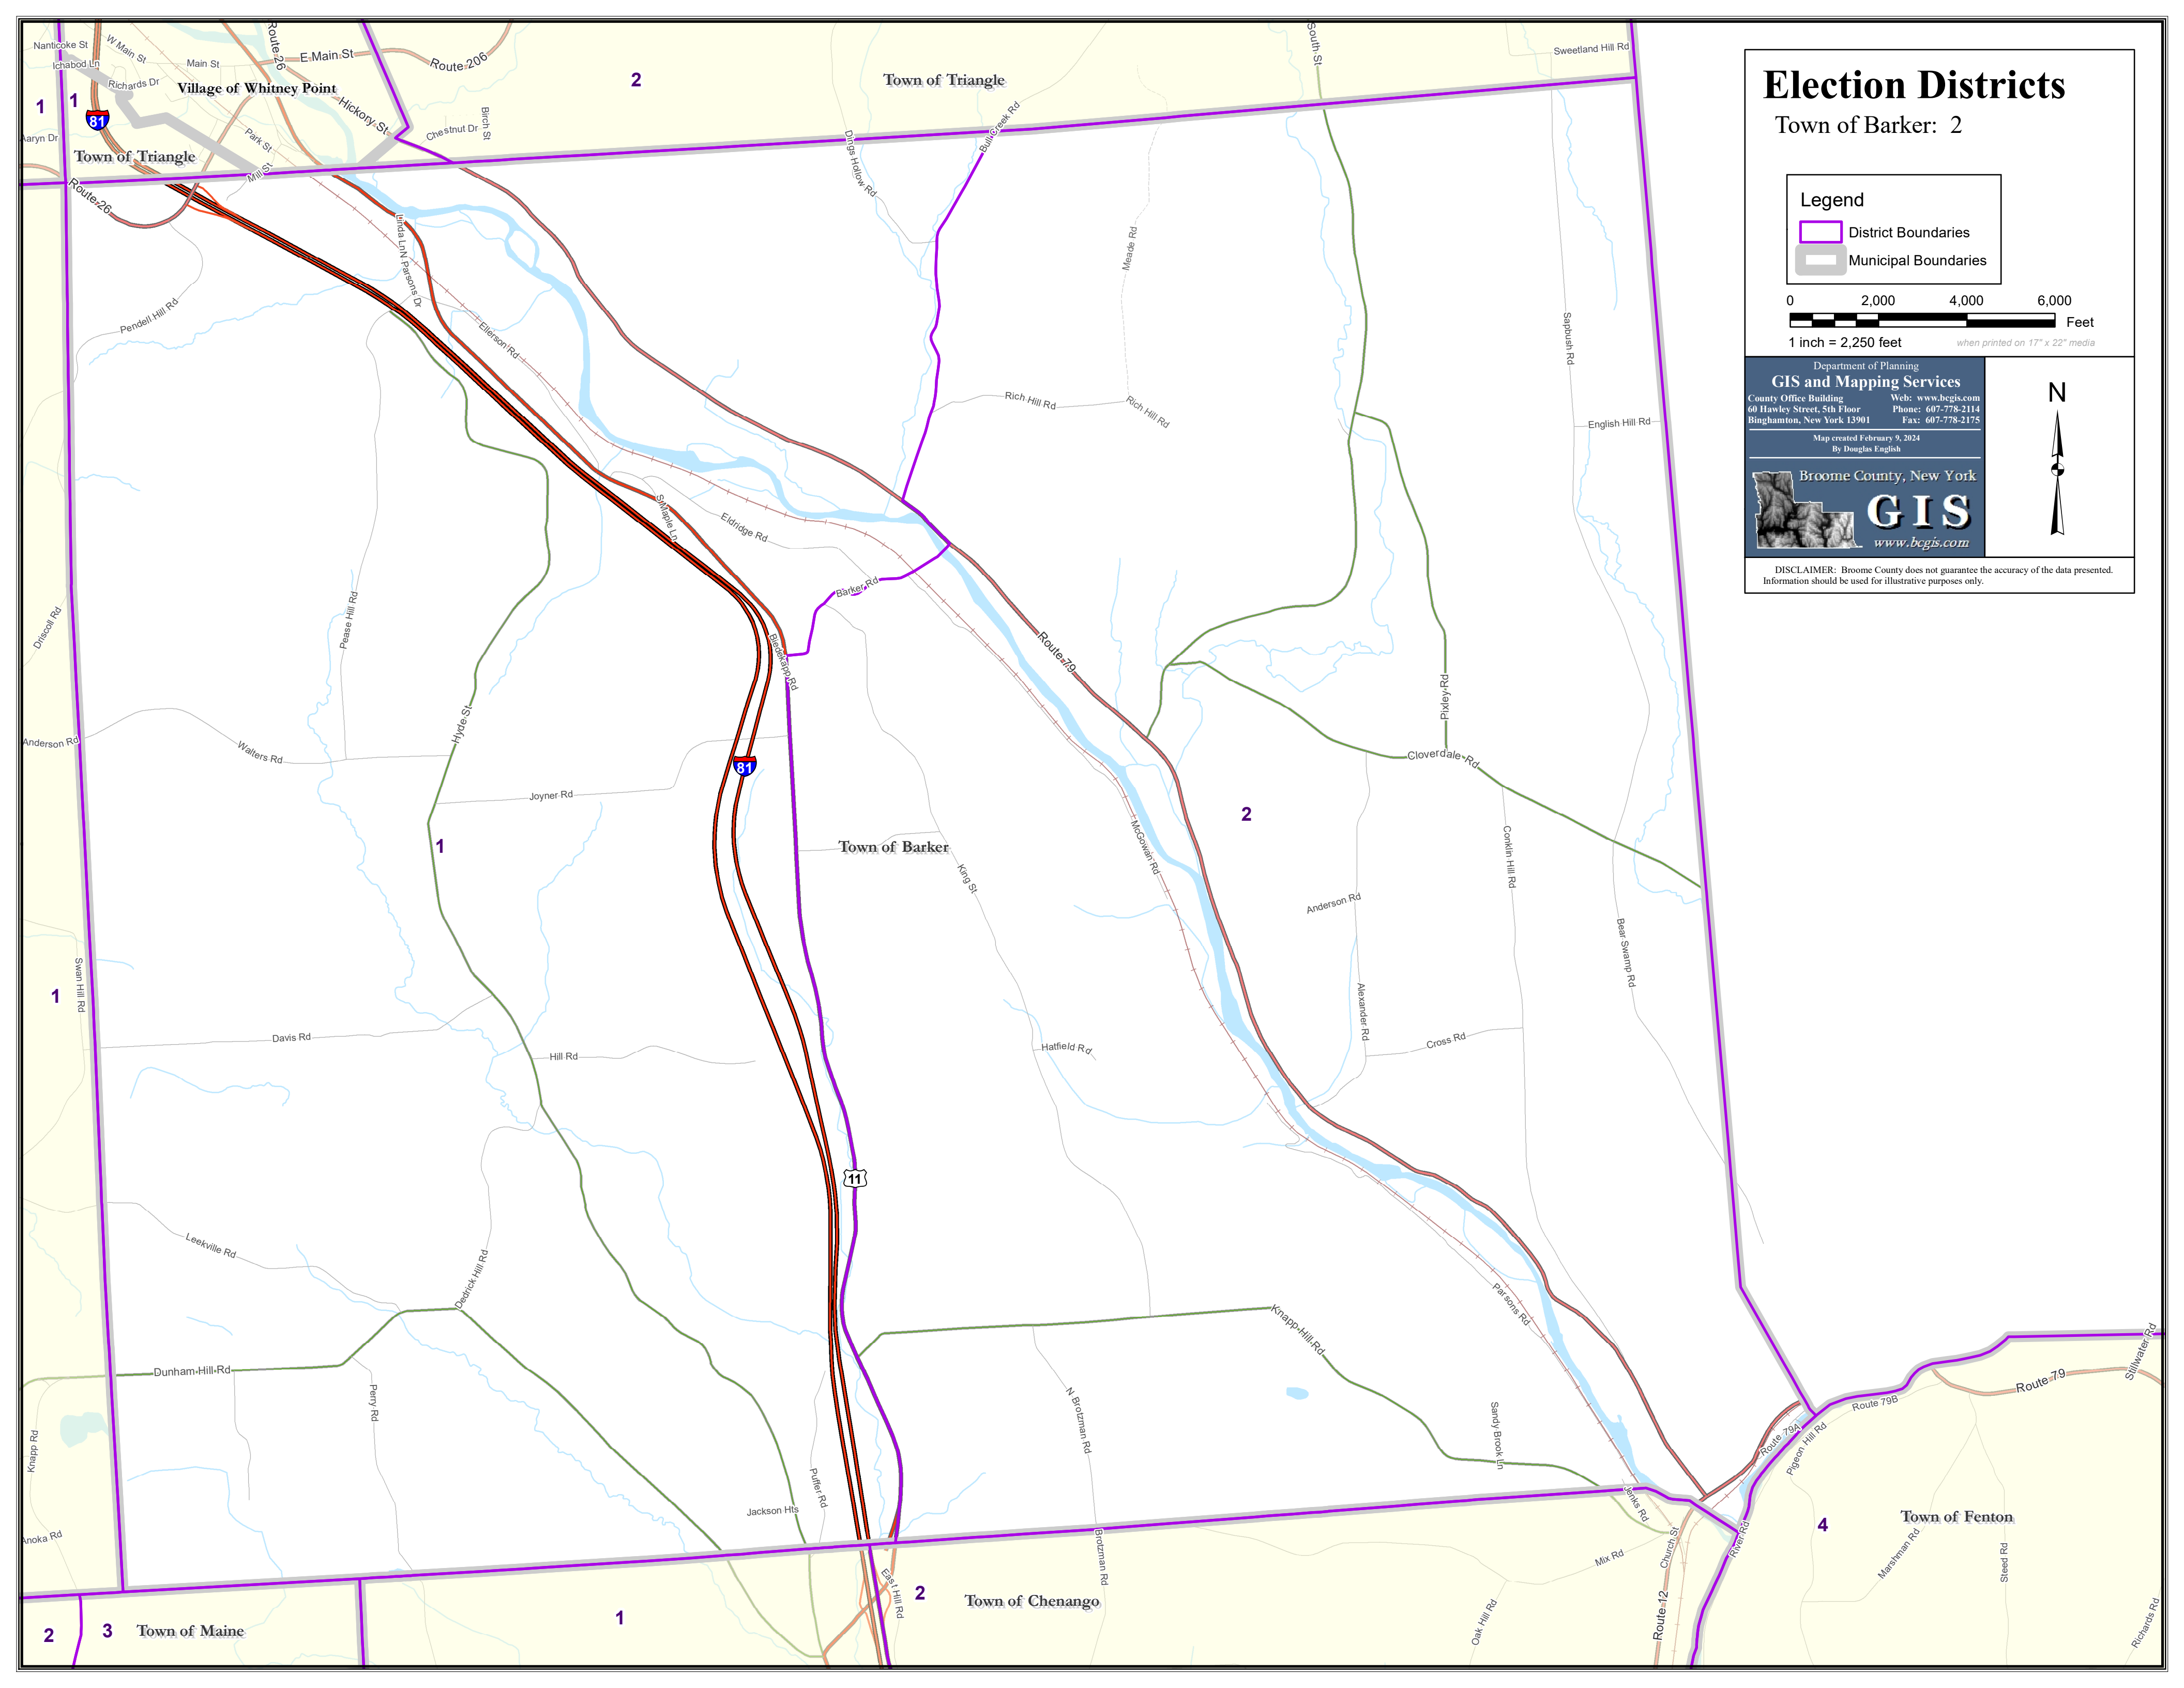 Election Districts
Town of Barker: 2
Legend
District Boundaries
Municipal Boundaries
0 2,000 4,000 6,000
Feet
1 inch = 2,250 feet
when printed on 17" x 22" media
Department of Planning
GIS and Mapping Services
County Office Building Web: www.bcgis.com
60 Hawley Street, 5th Floor Phone: 607-778-2114
Binghamton, New York 13901 Fax: 607-778-2175
Map created February 9, 2024
By Douglas English
Broome County, New York
GIS
www.bcgis.com
N
DISCLAIMER: Broome County does not guarantee the accuracy of the data presented.
Information should be used for illustrative purposes only.
Nanticoke St
W Main St
Ichabod Ln
Main St
Richards Dr
Route 26
E Main St
Route 206
Village of Whitney Point
Hickory St
1
1
81
Aaryn Dr
Park St
Town of Triangle
Mill St
Route 26
Chestnut Dr
Birch St
2
Town of Triangle
South St
Sweetland Hill Rd
Dings Hollow Rd
Bull Creek Rd
Linda Ln
N Parsons Dr
Meade Rd
Pendell Hill Rd
Ellerson Rd
Sapbush Rd
Rich Hill Rd
Rich Hill Rd
English Hill Rd
S Maple Ln
Eldridge Rd
Barker Rd
Driscoll Rd
Pease Hill Rd
Biedekapp Rd
Route 79
Pixley Rd
Hyde St
Anderson Rd
Walters Rd
81
Cloverdale Rd
Joyner Rd
2
1
Town of Barker
McGowan Rd
King St
Conklin Hill Rd
Anderson Rd
Bear Swamp Rd
Swan Hill Rd
1
Alexander Rd
Davis Rd
Hill Rd
Hatfield Rd
Cross Rd
11
Leekville Rd
Dedrick Hill Rd
Parsons Rd
Knapp Hill Rd
Dunham Hill Rd
Perry Rd
N Brotzman Rd
Sandy Brook Ln
Stillwater Rd
Route 79
Route 79B
Route 79A
Pigeon Hill Rd
Knapp Rd
Puffer Rd
Jackson Hts
Jenks Rd
Anoka Rd
Brotzman Rd
Church St
River Rd
4
Town of Fenton
Mix Rd
Marshman Rd
Steed Rd
East Hill Rd
2
Town of Chenango
Oak Hill Rd
Route 12
Richards Rd
2
3
Town of Maine
1